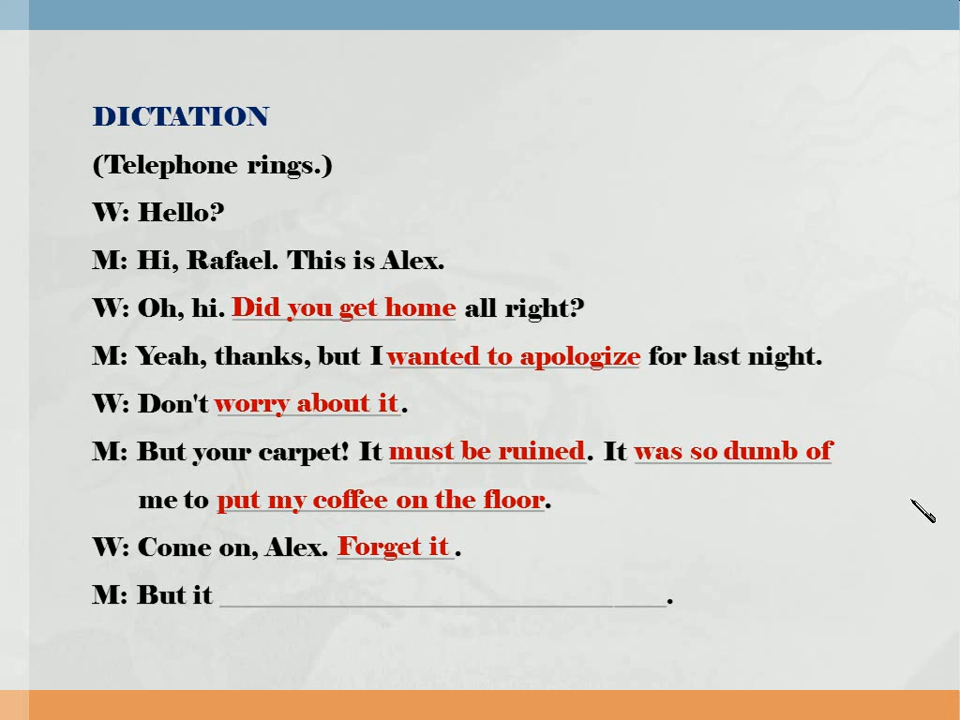 DICTATION
(Telephone rings.)
W: Hello?
M: Hi, Rafael. This is Alex.
W: Oh, hi. Did you get home all right?
M: Yeah, thanks, but I wanted to apologize for last night.
W: Don't worry about it.
M: But your carpet! It must be ruined. It was so dumb of
me to put my coffee on the floor.
W: Come on, Alex. Forget it.
M: But it ______________________________.